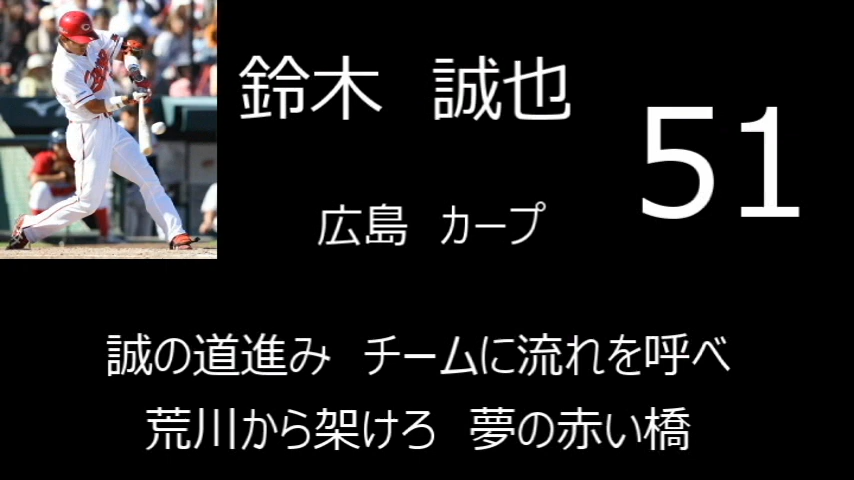 鈴木　誠也
51
広島　カープ
誠の道進み　チームに流れを呼べ
荒川から架けろ　夢の赤い橋